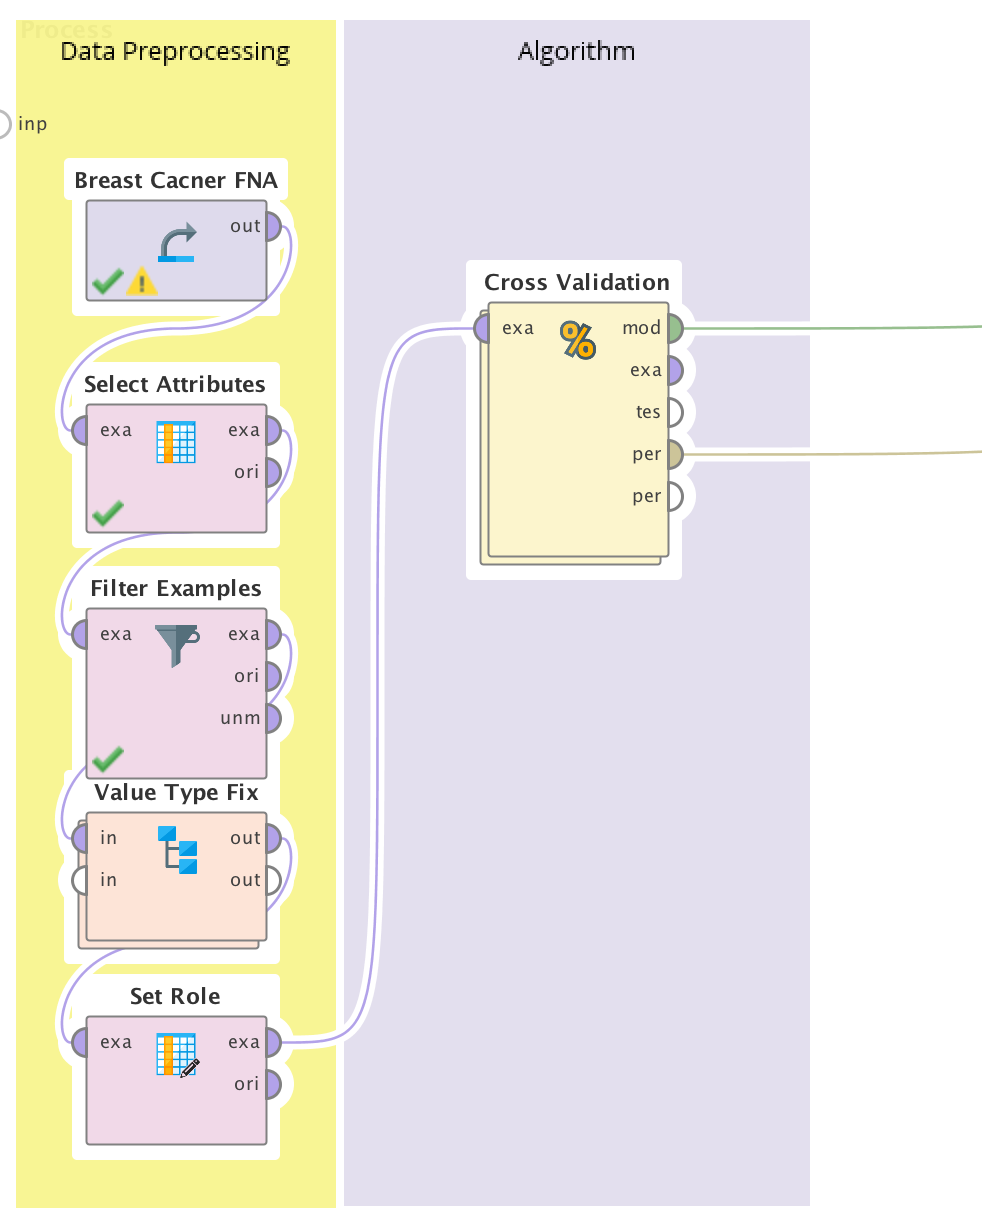 Process
Data Preprocessing
Algorithm
inp
Breast Cacner FNA
out
Select Attributes
exa
exa
ori
Filter Examples
exa
exa
ori
unm
Value Type Fix
in
out
in
out
Set Role
exa
exa
ori
Cross Validation
exa
%
mod
exa
tes
per
per